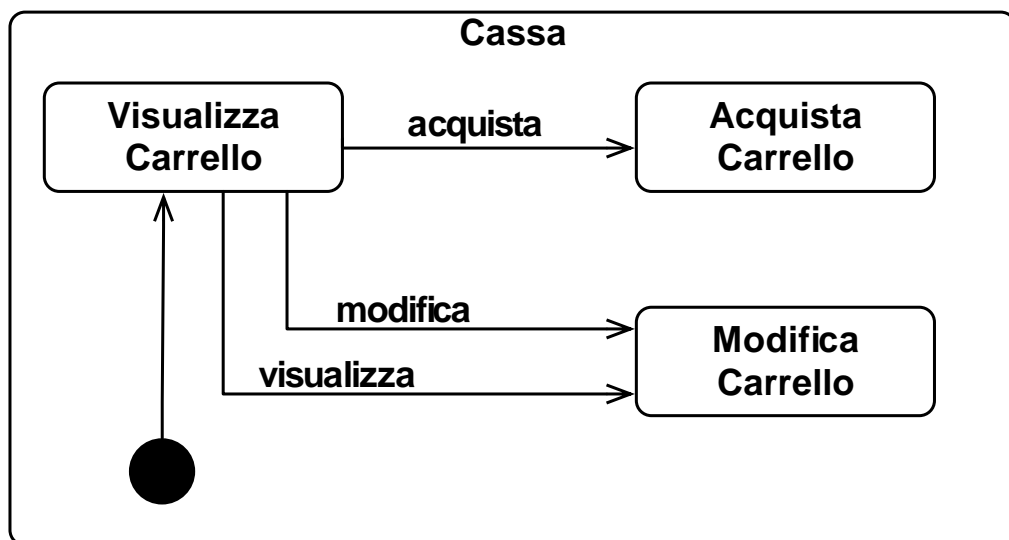 Cassa
Visualizza
Carrello
acquista
Acquista
Carrello
modifica
visualizza
Modifica
Carrello